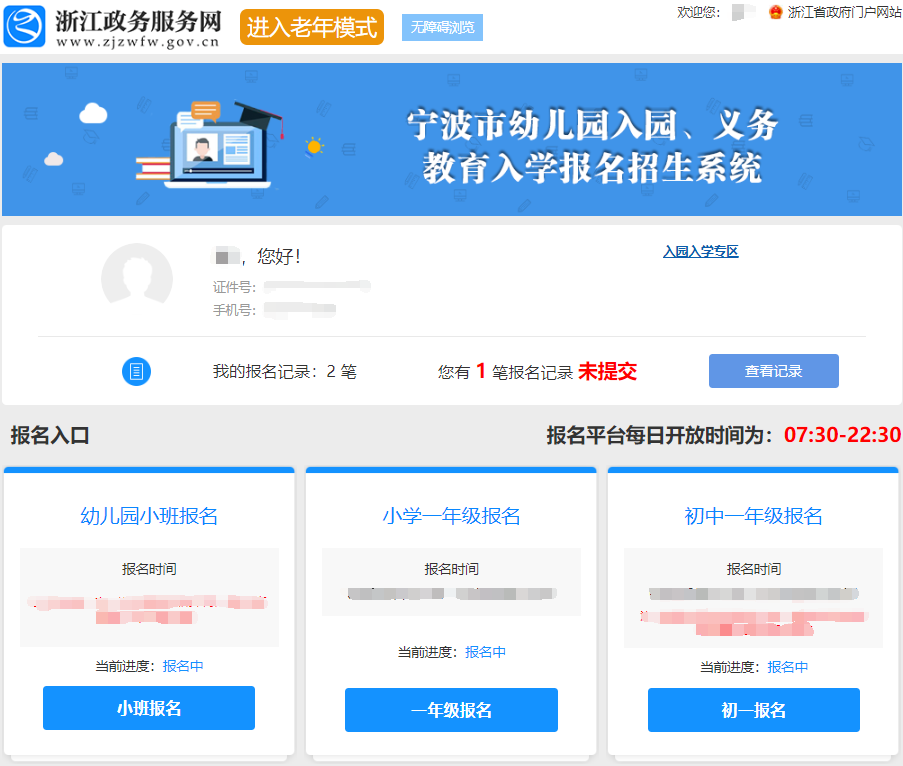 浙江政务服务网
www.zjzwfw.gov.cn
进入老年模式
无障碍浏览
欢迎您：
浙江省政府门户网站
宁波市幼儿园入园、义务
教育入学报名招生系统
，您好！
入园入学专区
证件号：
手机号：
我的报名记录：2 笔
您有 1 笔报名记录 未提交
查看记录
报名入口
报名平台每日开放时间为：07:30-22:30
幼儿园小班报名
报名时间
当前进度：报名中
小班报名
小学一年级报名
报名时间
当前进度：报名中
一年级报名
初中一年级报名
报名时间
当前进度：报名中
初一报名